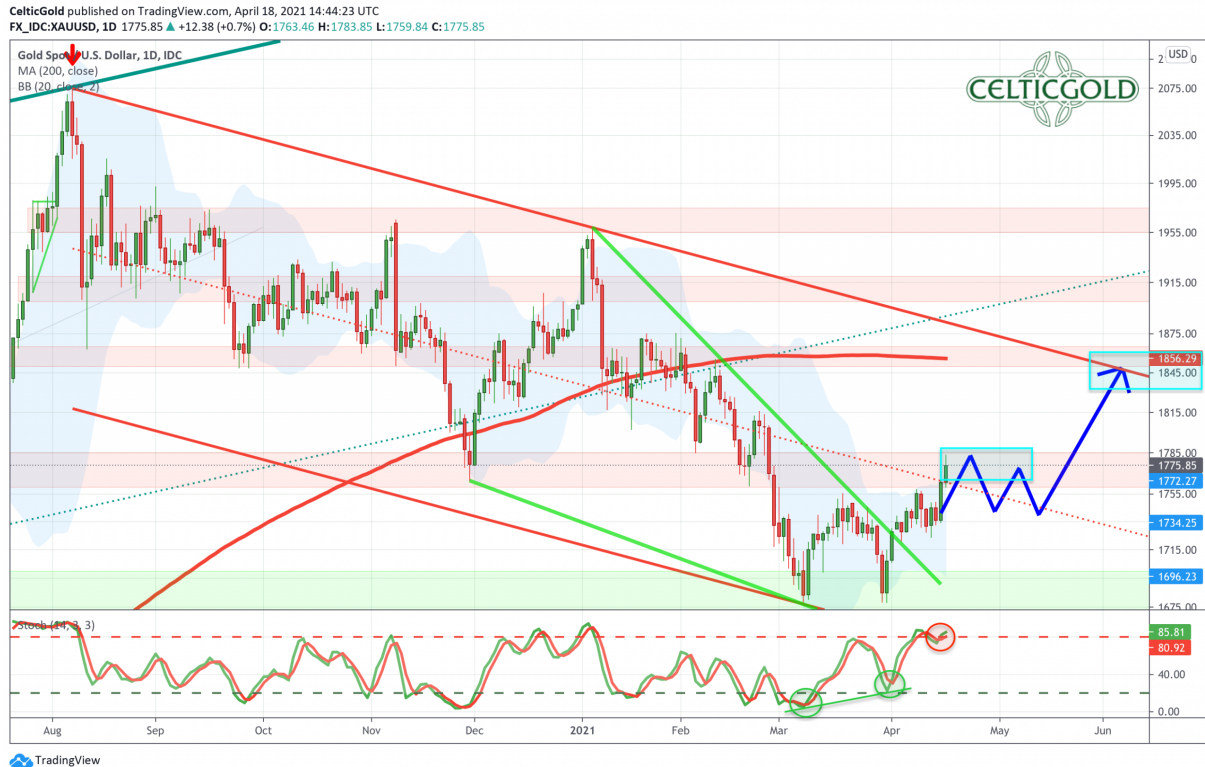 CelticGold published on TradingView.com, April 18, 2021 14:44:23 UTC
FX_IDC:XAUUSD, 1D 1775.85 ▲ +12.38 (+0.7%) O:1763.46 H:1783.85 L:1759.84 C:1775.85
Gold Spot U.S. Dollar, 1D, IDC
MA (200, close)
BB (20, close, 2)
CELTICGOLD
USD
2075.00
2035.00
1995.00
1955.00
1915.00
1875.00
1856.29
1845.00
1815.00
1785.00
1775.85
1772.27
1755.00
1734.25
1715.00
1696.23
1675.00
Stoch (14, 3, 3)
85.81
80.92
40.00
0.00
Aug Sep Oct Nov Dec 2021 Feb Mar Apr May Jun
TradingView